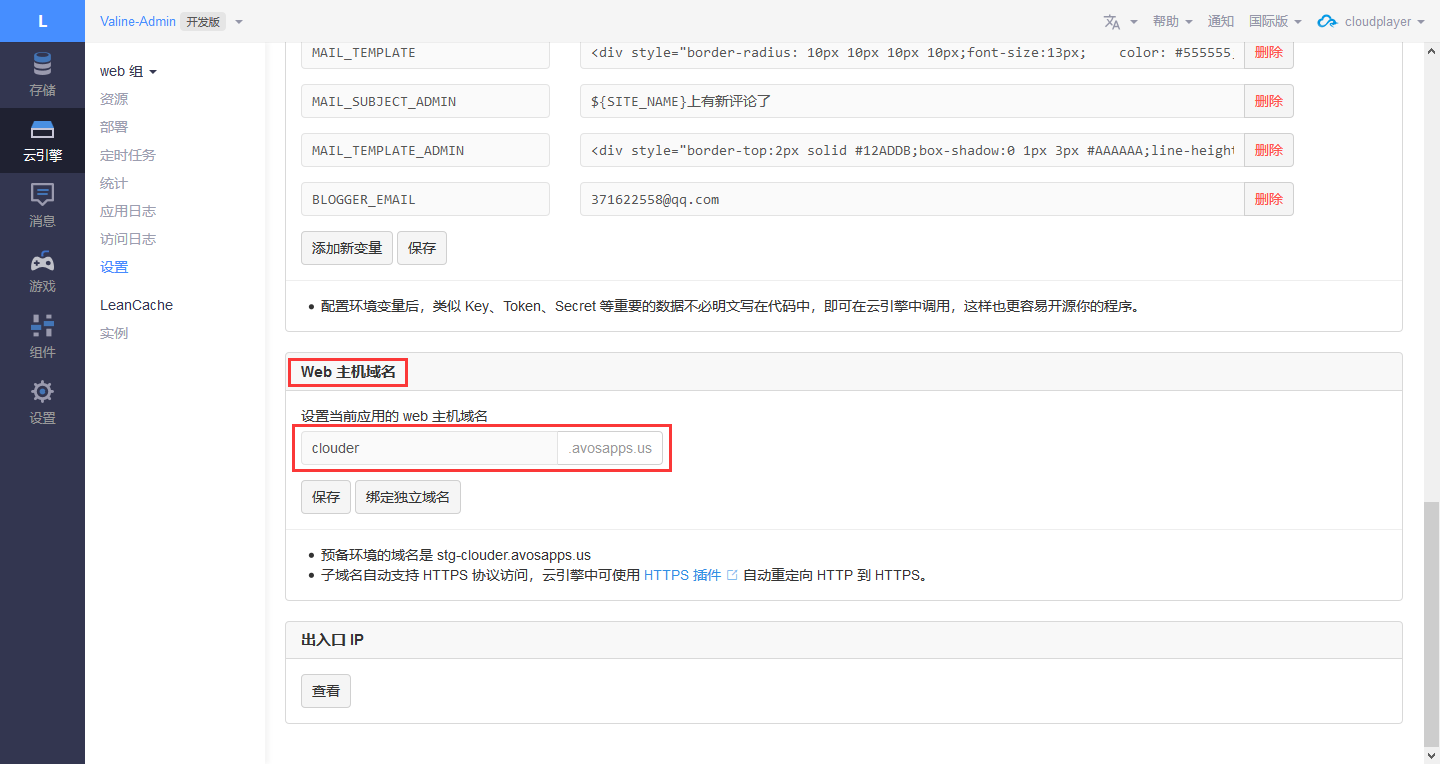 L
Valine-Admin 开发版
帮助
通知
国际版
cloudplayer
存储
云引擎
消息
游戏
组件
设置
web 组
资源
部署
定时任务
统计
应用日志
访问日志
设置
LeanCache
实例
MAIL_TEMPLATE
<div style="border-radius: 10px 10px 10px 10px;font-size:13px;    color: #555555;
删除
MAIL_SUBJECT_ADMIN
${SITE_NAME}上有新评论了
删除
MAIL_TEMPLATE_ADMIN
<div style="border-top:2px solid #12ADDB;box-shadow:0 1px 3px #AAAAAA;line-height
删除
BLOGGER_EMAIL
371622558@qq.com
删除
添加新变量
保存
配置环境变量后，类似 Key、Token、Secret 等重要的数据不必明文写在代码中，即可在云引擎中调用，这样也更容易开源你的程序。
Web 主机域名
设置当前应用的 web 主机域名
clouder
.avosapps.us
保存
绑定独立域名
预备环境的域名是 stg-clouder.avosapps.us
子域名自动支持 HTTPS 协议访问，云引擎中可使用 HTTPS 插件 自动重定向 HTTP 到 HTTPS。
出入口 IP
查看